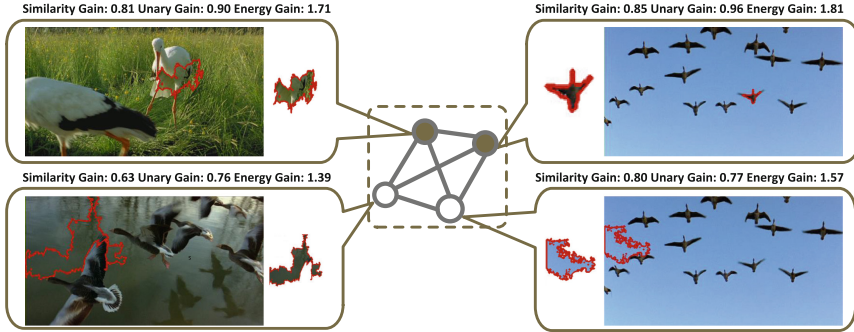 Similarity Gain: 0.81 Unary Gain: 0.90 Energy Gain: 1.71
Similarity Gain: 0.85 Unary Gain: 0.96 Energy Gain: 1.81
Similarity Gain: 0.63 Unary Gain: 0.76 Energy Gain: 1.39
Similarity Gain: 0.80 Unary Gain: 0.77 Energy Gain: 1.57